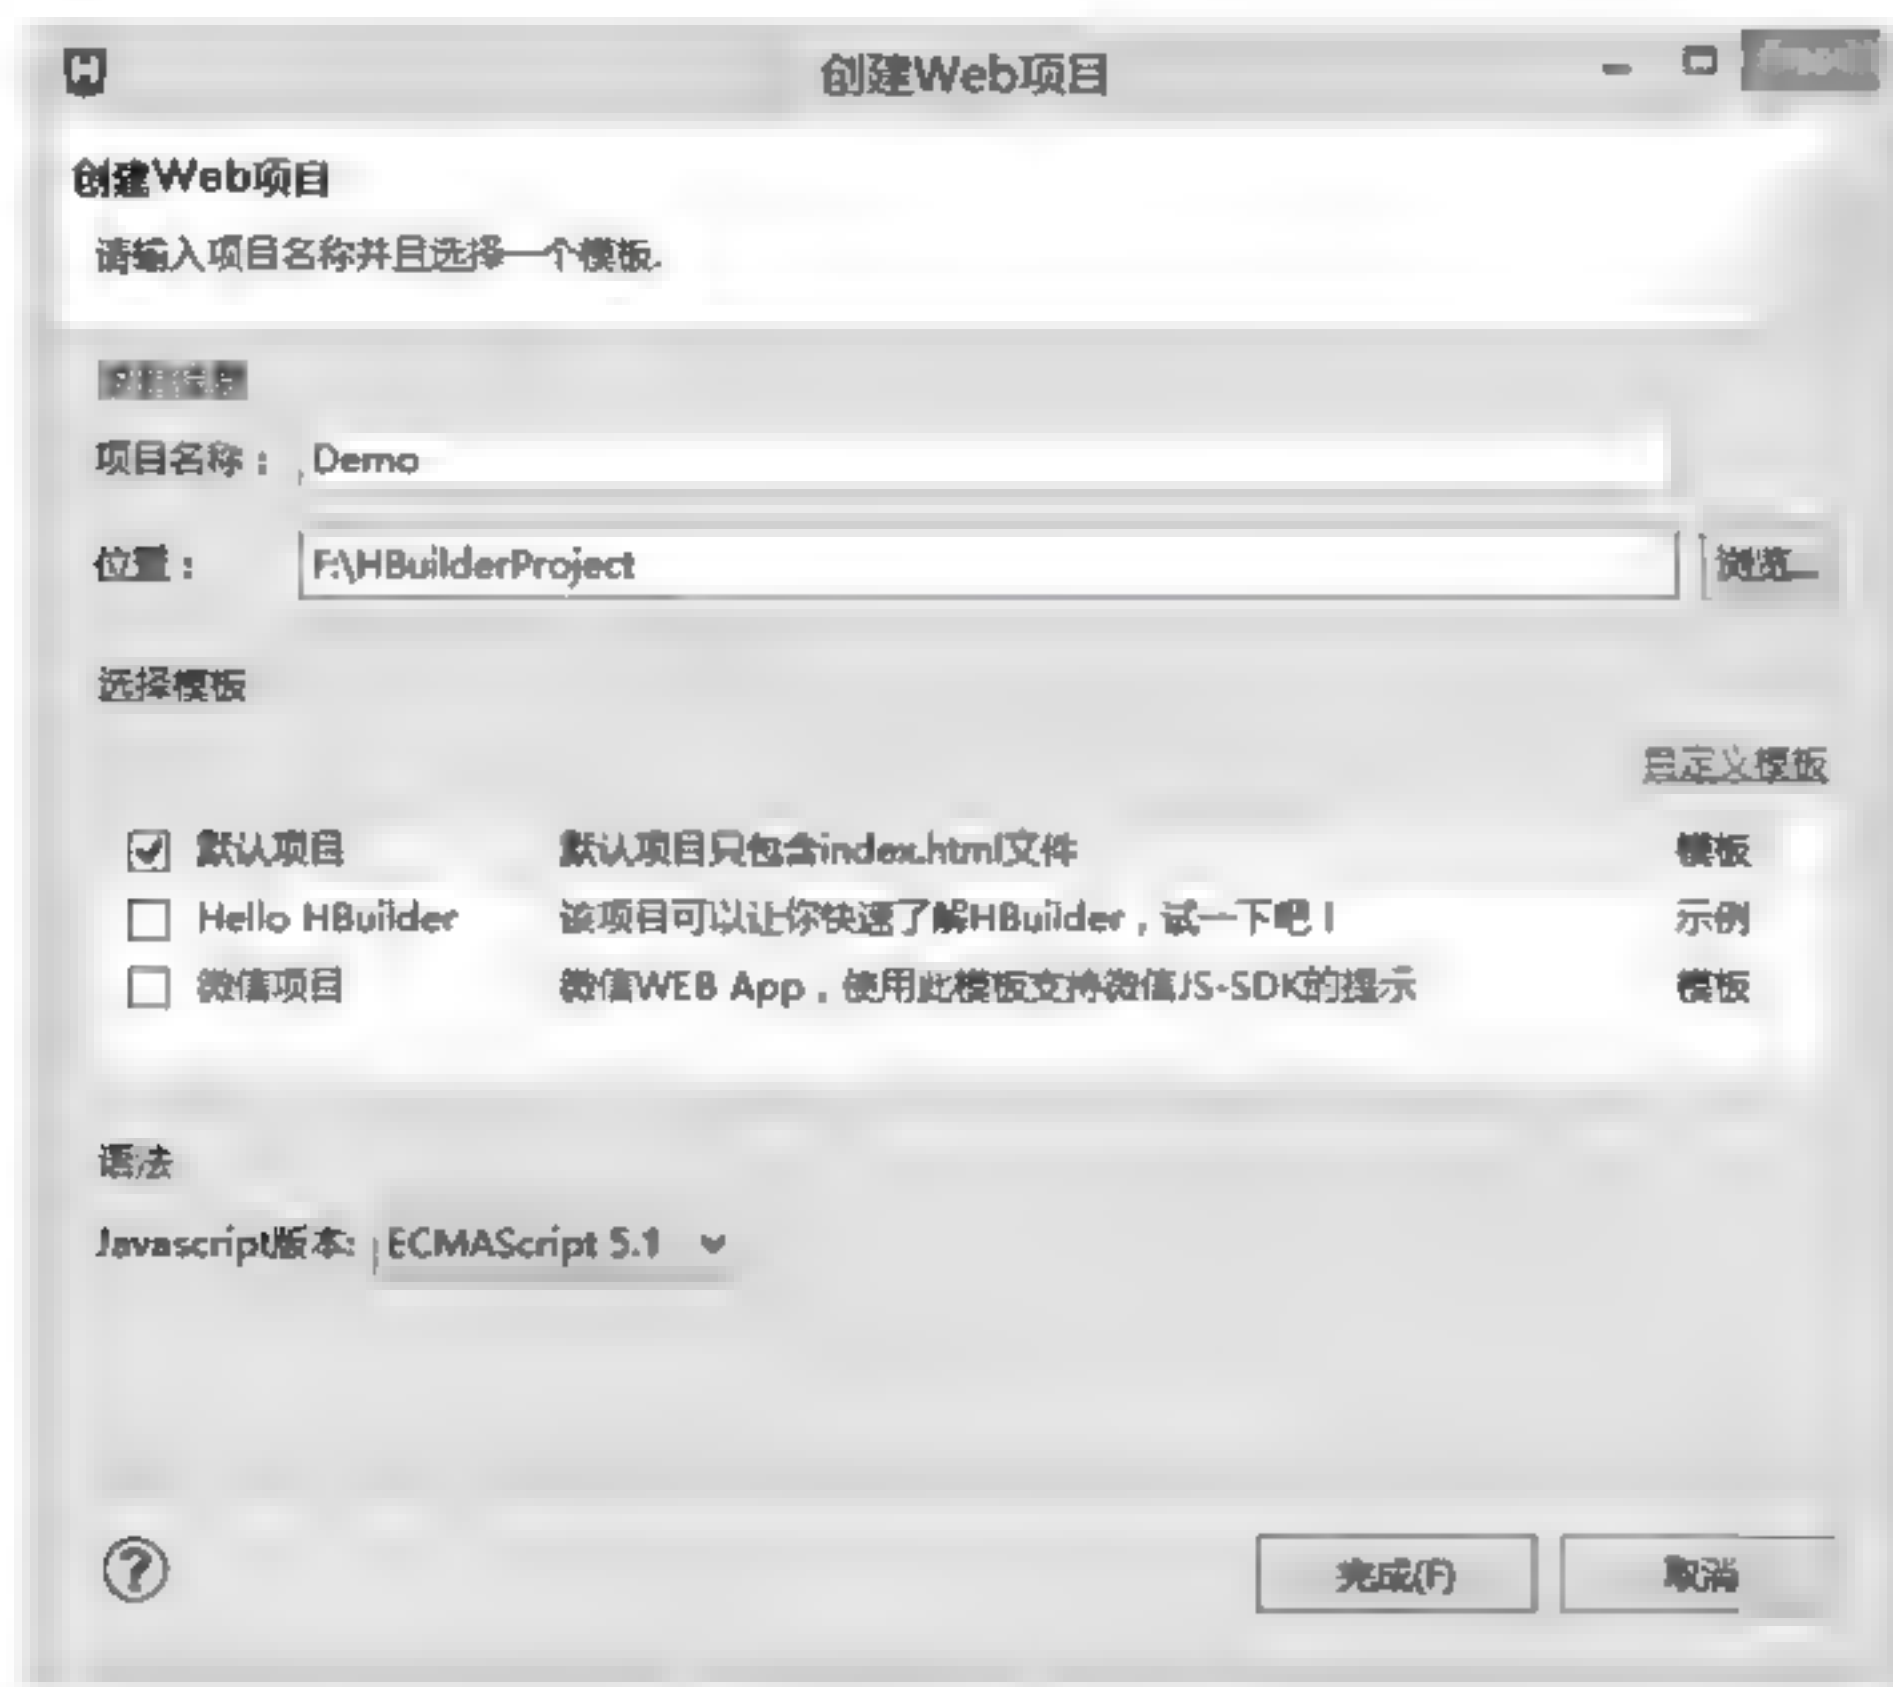 创建Web项目
创建Web项目
请输入项目名称并且选择一个模板.
项目名称： Demo
位置： F:\HBuilderProject 浏览...
选择模板
自定义模板
默认项目 默认项目只包含index.html文件 模板
Hello HBuilder 该项目可以让你快速了解HBuilder，试一下吧！ 示例
微信项目 微信WEB App，使用此模板支持微信JS-SDK的提示 模板
语法
Javascript版本: ECMAScript 5.1
完成(F) 取消